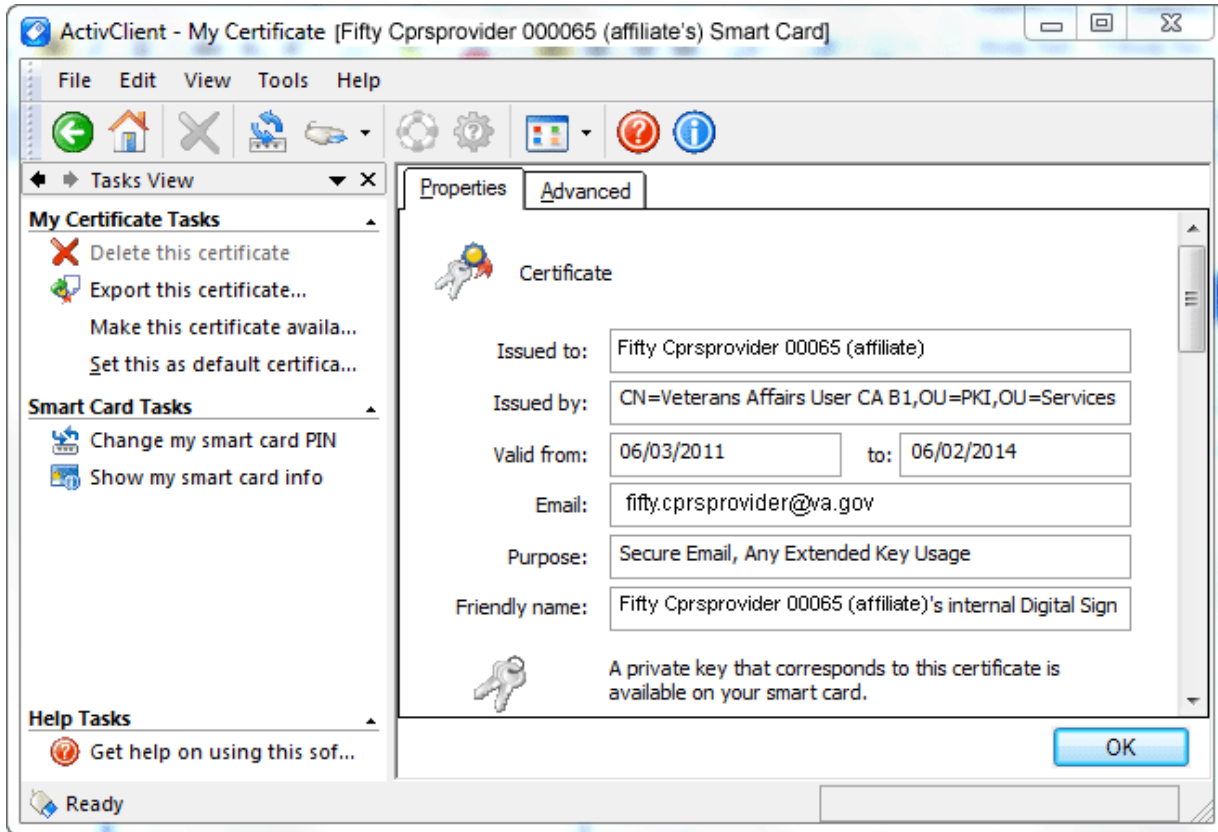 ActivClient - My Certificate [Fifty Cprsprovider 000065 (affiliate's) Smart Card]
File Edit View Tools Help
Tasks View
My Certificate Tasks
Delete this certificate
Export this certificate...
Make this certificate availa...
Set this as default certifica...
Smart Card Tasks
Change my smart card PIN
Show my smart card info
Help Tasks
Get help on using this sof...
Properties Advanced
Certificate
Issued to: Fifty Cprsprovider 00065 (affiliate)
Issued by: CN=Veterans Affairs User CA B1,OU=PKI,OU=Services
Valid from: 06/03/2011 to: 06/02/2014
Email: fifty.cprsprovider@va.gov
Purpose: Secure Email, Any Extended Key Usage
Friendly name: Fifty Cprsprovider 00065 (affiliate)'s internal Digital Sign
A private key that corresponds to this certificate is
available on your smart card.
OK
Ready